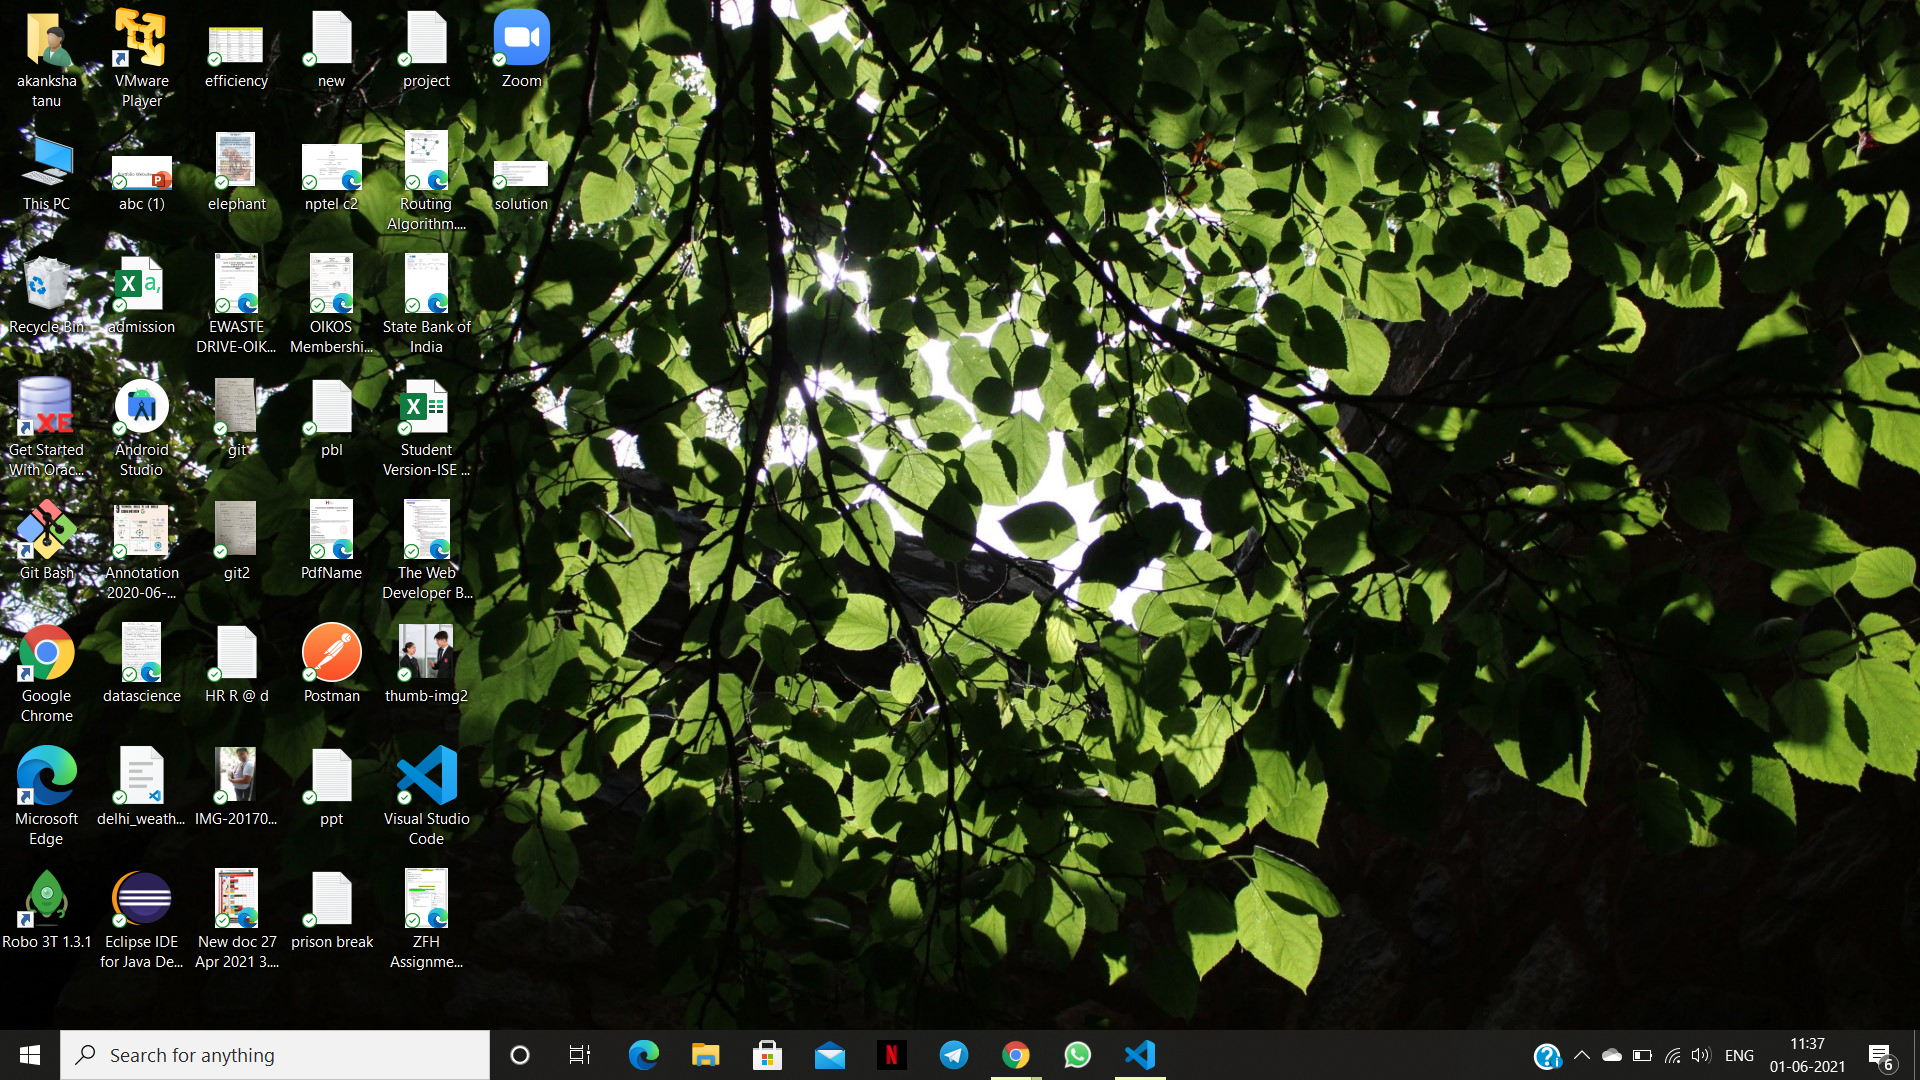 akanksha
tanu
VMware
Player
efficiency
new
project
Zoom
This PC
abc (1)
elephant
nptel c2
Routing
Algorithm....
solution
Recycle Bin
admission
EWASTE
DRIVE-OIK...
OIKOS
Membershi...
State Bank of
India
Get Started
With Orac...
Android
Studio
git
pbl
Student
Version-ISE ...
Git Bash
Annotation
2020-06-...
git2
PdfName
The Web
Developer B...
Google
Chrome
datascience
HR R @ d
Postman
thumb-img2
Microsoft
Edge
delhi_weath...
IMG-20170...
ppt
Visual Studio
Code
Robo 3T 1.3.1
Eclipse IDE
for Java De...
New doc 27
Apr 2021 3....
prison break
ZFH
Assignme...
Search for anything
ENG
11:37
01-06-2021
6